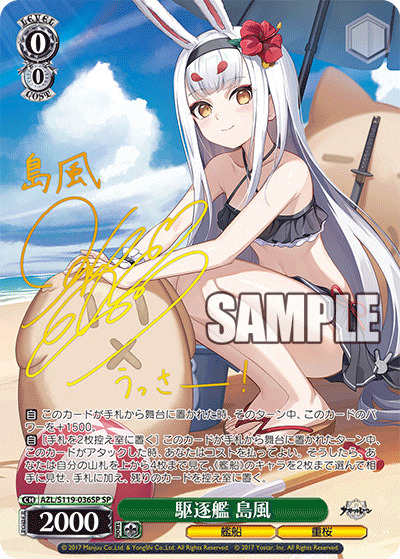 LEVEL
0
0
COST
島風
うっさー!
SAMPLE
自 このカードが手札から舞台に置かれた時、そのターン中、このカードのパ
ワーを+1500。
自 [手札を2枚控え室に置く] このカードが手札から舞台に置かれたターン中、こ
のカードがアタックした時、あなたはコストを払ってよい。そうしたら、あ
なたは自分の山札を上から4枚まで見て、《艦船》のキャラを2枚まで選んで相
手に見せ、手札に加え、残りのカードを控え室に置く。
CH AZL/S119-036SP SP
2000
駆逐艦 島風
アズールレーン
艦船
重桜
© 2017 Manjuu Co.,Ltd. & YongShi Co.,Ltd. All Rights Reserved. © 2017 Yostar, Inc. All Rights Reserved.